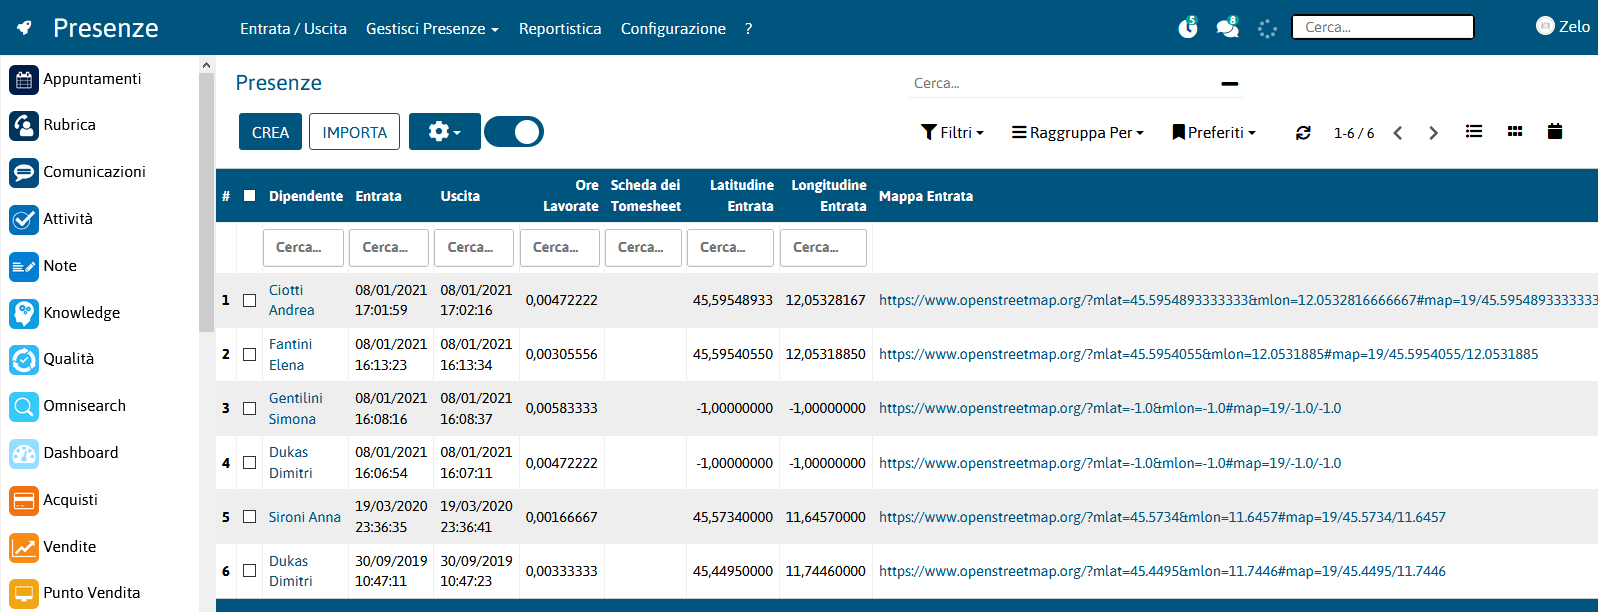 Presenze
Entrata / Uscita Gestisci Presenze Reportistica Configurazione ?
5 8 Cerca... Zelo
Appuntamenti
Rubrica
Comunicazioni
Attività
Note
Knowledge
Qualità
Omnisearch
Dashboard
Acquisti
Vendite
Punto Vendita
Presenze
Cerca...
CREA IMPORTA
Filtri Raggruppa Per Preferiti 1-6 / 6
# Dipendente Entrata Uscita Ore Lavorate Scheda dei Tomesheet Latitudine Entrata Longitudine Entrata Mappa Entrata
Cerca... Cerca... Cerca... Cerca... Cerca... Cerca... Cerca...
1 Ciotti Andrea 08/01/2021 17:01:59 08/01/2021 17:02:16 0,00472222 45,59548933 12,05328167 https://www.openstreetmap.org/?mlat=45.5954893333333&mlon=12.0532816666667#map=19/45.5954893333333
2 Fantini Elena 08/01/2021 16:13:23 08/01/2021 16:13:34 0,00305556 45,59540550 12,05318850 https://www.openstreetmap.org/?mlat=45.5954055&mlon=12.0531885#map=19/45.5954055/12.0531885
3 Gentilini Simona 08/01/2021 16:08:16 08/01/2021 16:08:37 0,00583333 -1,00000000 -1,00000000 https://www.openstreetmap.org/?mlat=-1.0&mlon=-1.0#map=19/-1.0/-1.0
4 Dukas Dimitri 08/01/2021 16:06:54 08/01/2021 16:07:11 0,00472222 -1,00000000 -1,00000000 https://www.openstreetmap.org/?mlat=-1.0&mlon=-1.0#map=19/-1.0/-1.0
5 Sironi Anna 19/03/2020 23:36:35 19/03/2020 23:36:41 0,00166667 45,57340000 11,64570000 https://www.openstreetmap.org/?mlat=45.5734&mlon=11.6457#map=19/45.5734/11.6457
6 Dukas Dimitri 30/09/2019 10:47:11 30/09/2019 10:47:23 0,00333333 45,44950000 11,74460000 https://www.openstreetmap.org/?mlat=45.4495&mlon=11.7446#map=19/45.4495/11.7446